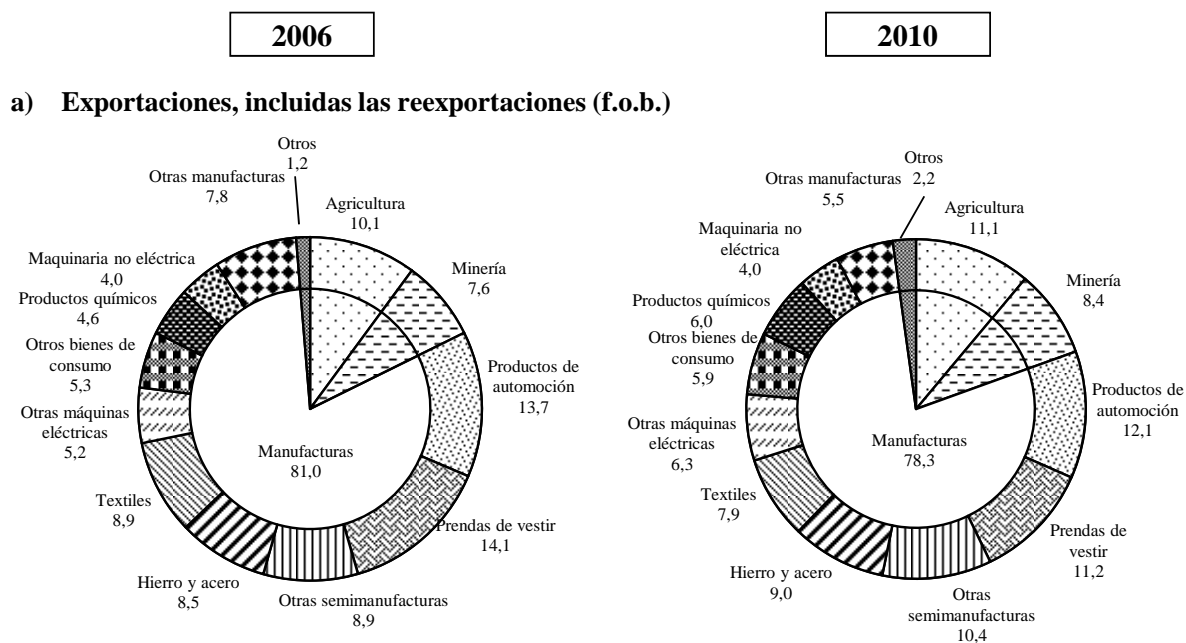 2006
2010
a) Exportaciones, incluidas las reexportaciones (f.o.b.)
Otros
1,2
Otras manufacturas
7,8
Agricultura
10,1
Maquinaria no eléctrica
4,0
Minería
7,6
Productos químicos
4,6
Otros bienes de
consumo
5,3
Productos de
automoción
13,7
Otras máquinas
eléctricas
5,2
Manufacturas
81,0
Textiles
8,9
Prendas de vestir
14,1
Hierro y acero
8,5
Otras semimanufacturas
8,9
Otros
2,2
Otras manufacturas
5,5
Agricultura
11,1
Maquinaria no
eléctrica
4,0
Minería
8,4
Productos químicos
6,0
Otros bienes de
consumo
5,9
Productos de
automoción
12,1
Otras máquinas
eléctricas
6,3
Manufacturas
78,3
Textiles
7,9
Prendas de
vestir
11,2
Hierro y acero
9,0
Otras
semimanufacturas
10,4